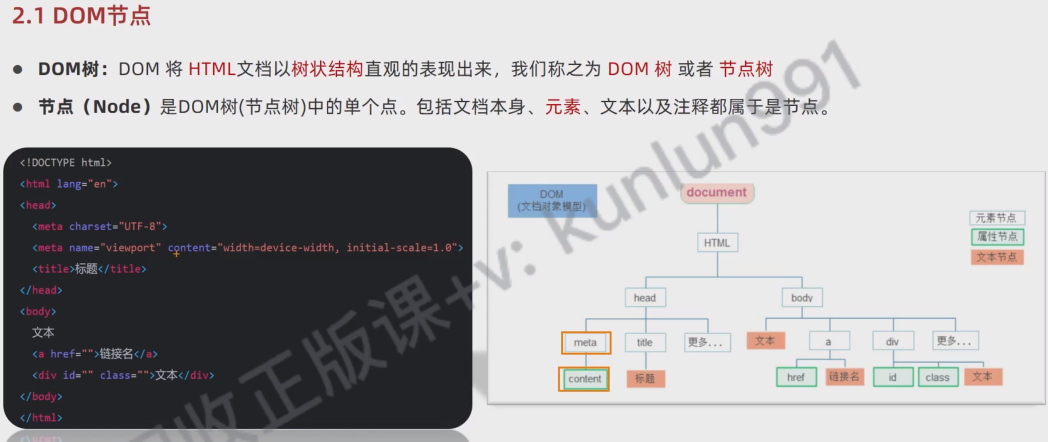 2.1 DOM节点
● DOM树：DOM 将 HTML文档以树状结构直观的表现出来，我们称之为 DOM 树 或者 节点树
● 节点（Node）是DOM树(节点树)中的单个点。包括文档本身、元素、文本以及注释都属于是节点。
<!DOCTYPE html>
<html lang="en">
<head>
<meta charset="UTF-8">
<meta name="viewport" content="width=device-width, initial-scale=1.0">
<title>标题</title>
</head>
<body>
文本
<a href="">链接名</a>
<div id="" class="">文本</div>
</body>
</html>
DOM
(文档对象模型)
document
元素节点
属性节点
文本节点
HTML
head
body
meta
title
更多...
文本
a
div
更多...
content
标题
href
链接名
id
class
文本
收正版课+v: kunlun991